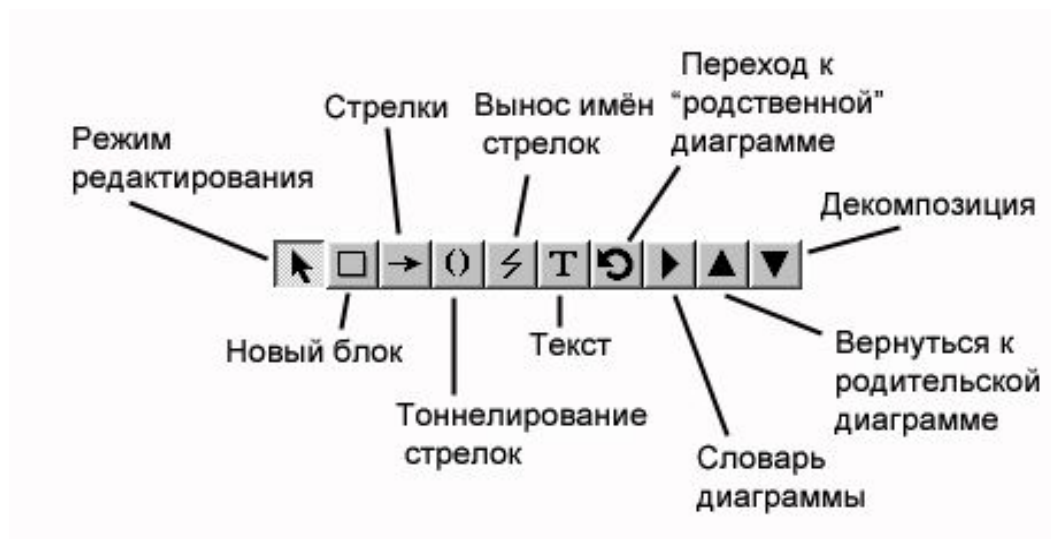 Переход к
“родственной”
диаграмме
Стрелки
Вынос имён
стрелок
Режим
редактирования
Декомпозиция
T
Новый блок
Текст
Вернуться к
родительской
диаграмме
Тоннелирование
стрелок
Словарь
диаграммы